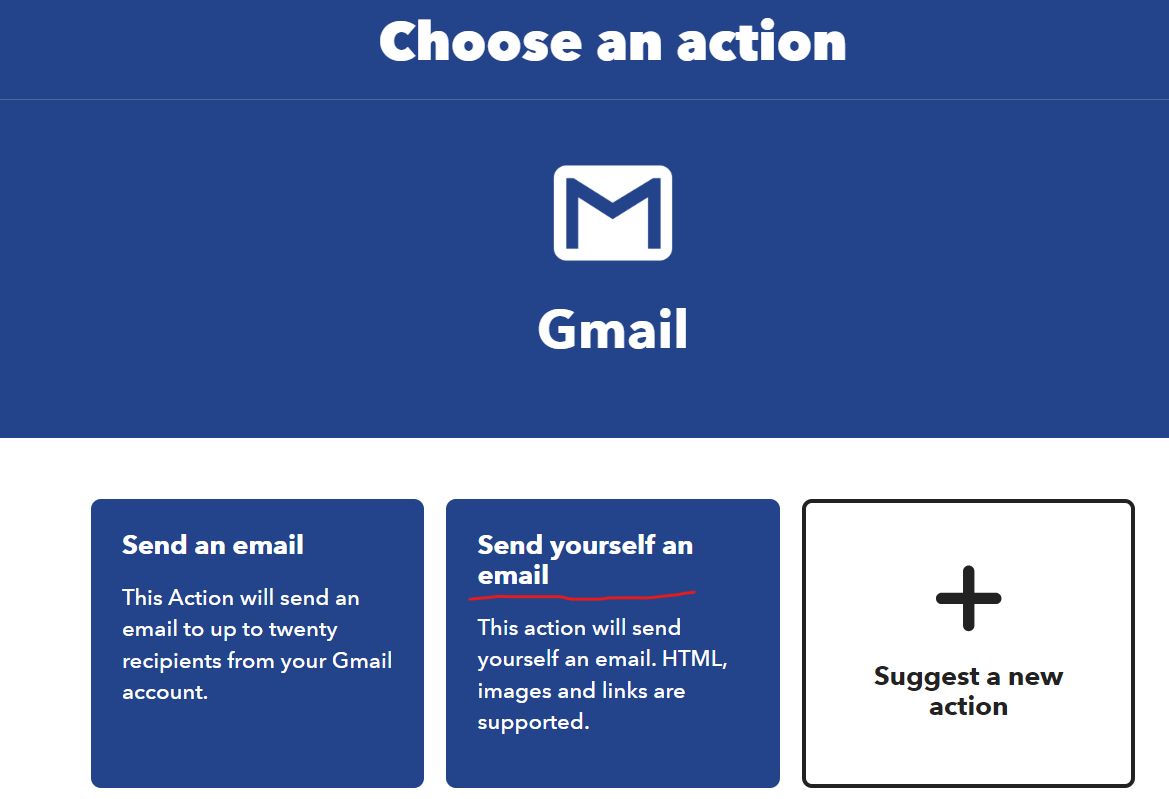 Choose an action
Gmail
Send an email
This Action will send an
email to up to twenty
recipients from your Gmail
account.
Send yourself an
email
This action will send
yourself an email. HTML,
images and links are
supported.
Suggest a new
action